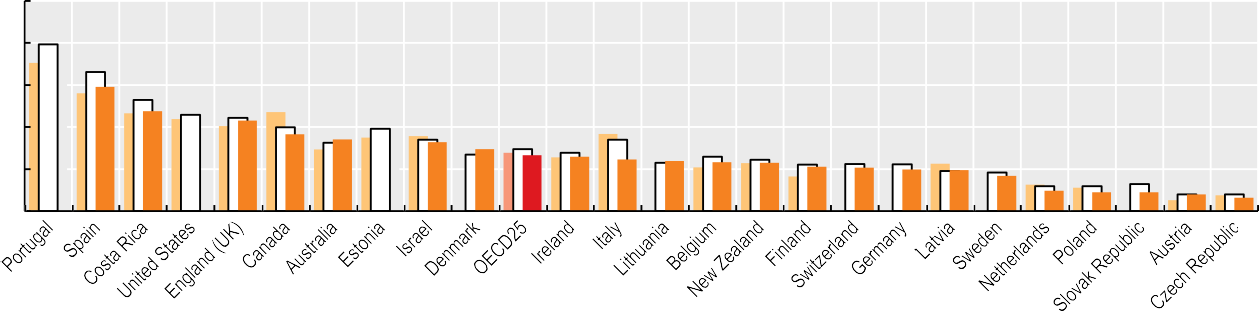 Portugal
Spain
Costa Rica
United States
England (UK)
Canada
Australia
Estonia
Israel
Denmark
OECD25
Ireland
Italy
Lithuania
Belgium
New Zealand
Finland
Switzerland
Germany
Latvia
Sweden
Netherlands
Poland
Slovak Republic
Austria
Czech Republic